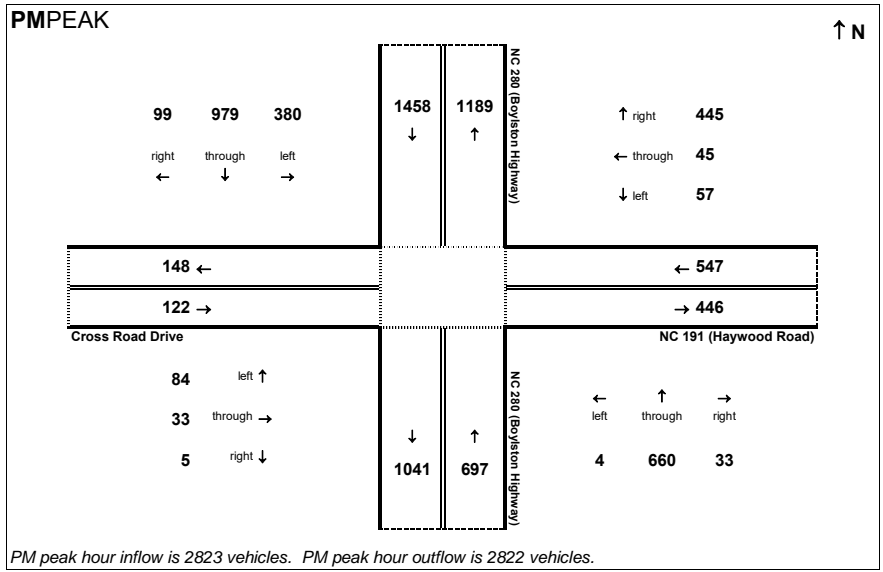 PMPEAK
↑ N
99 979 380
right through left
← ↓ →
1458 1189
↓ ↑
NC 280 (Boylston Highway)
↑ right 445
← through 45
↓ left 57
148 ←
122 →
← 547
→ 446
Cross Road Drive
NC 191 (Haywood Road)
84 left ↑
33 through →
5 right ↓
↓ ↑
1041 697
NC 280 (Boylston Highway)
← ↑ →
left through right
4 660 33
PM peak hour inflow is 2823 vehicles. PM peak hour outflow is 2822 vehicles.